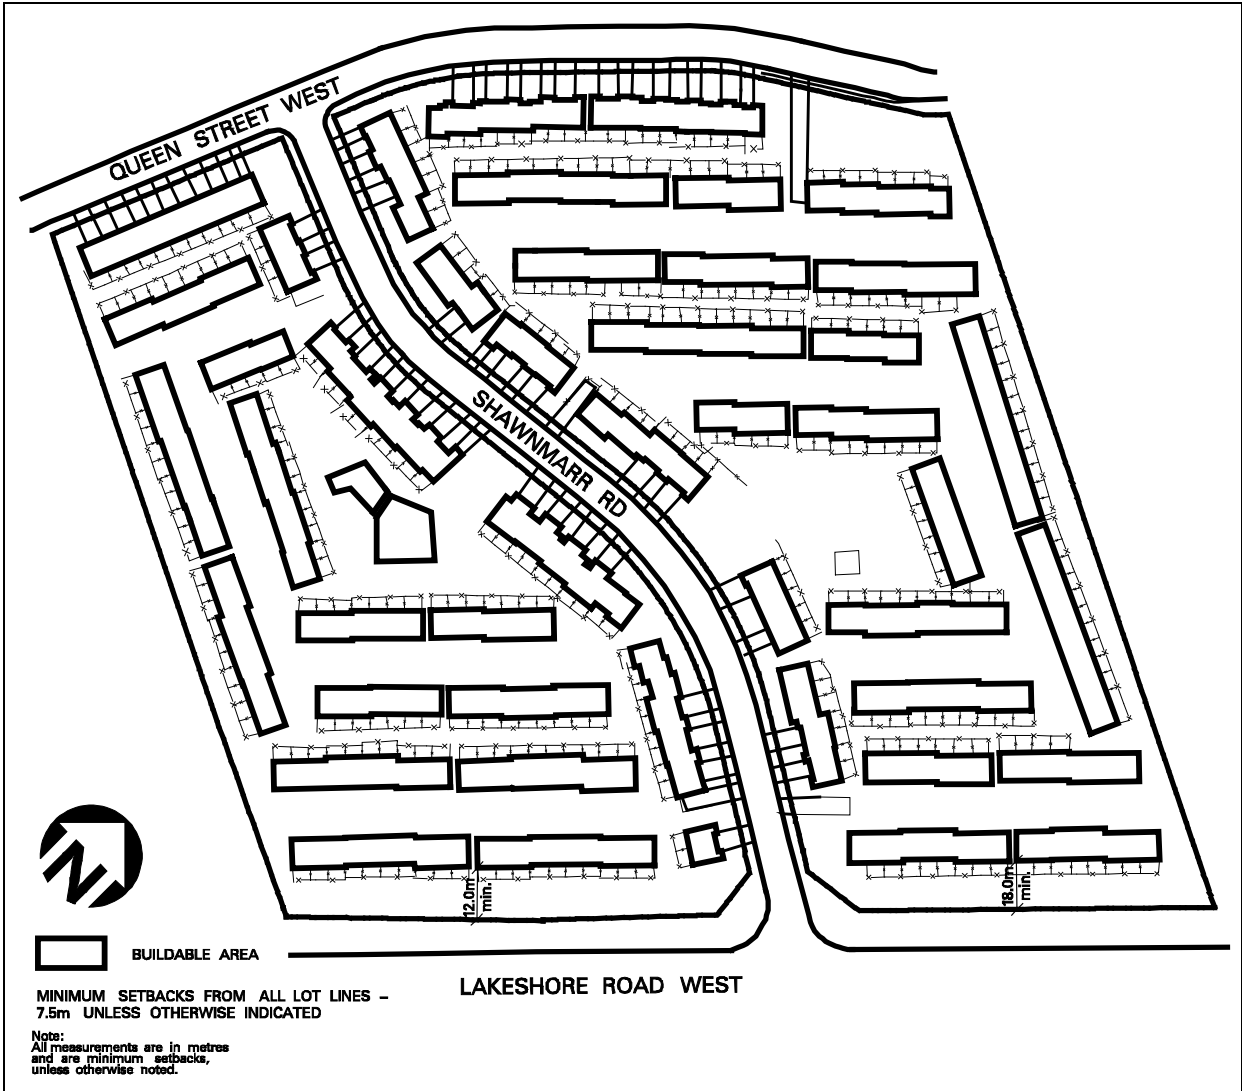 QUEEN STREET WEST
SHAWNMARR RD
12.0m
min.
18.0m
min.
N
BUILDABLE AREA
LAKESHORE ROAD WEST
MINIMUM SETBACKS FROM ALL LOT LINES –
7.5m UNLESS OTHERWISE INDICATED
Note:
All measurements are in metres
and are minimum setbacks,
unless otherwise noted.